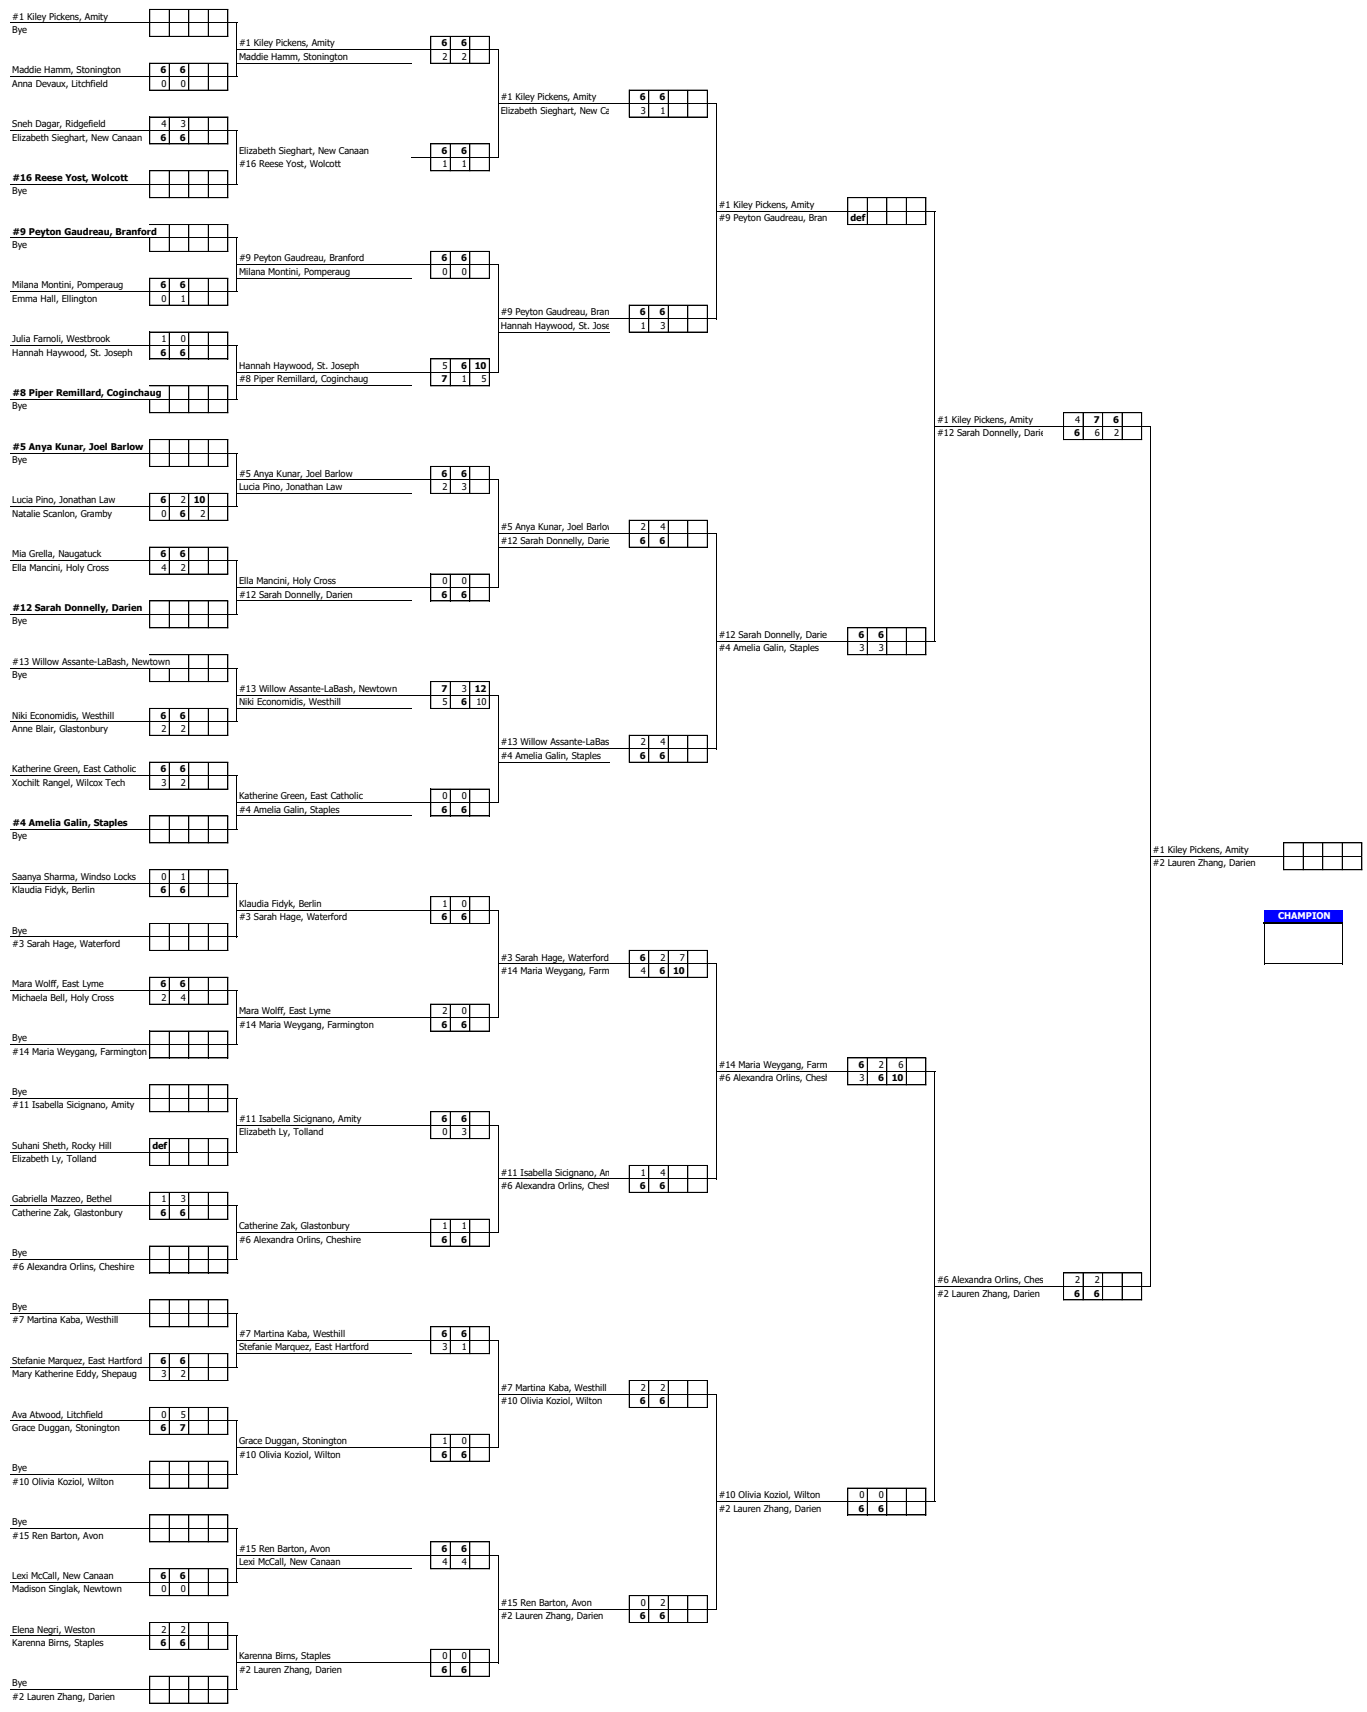 #1 Kiley Pickens, Amity
Bye
Maddie Hamm, Stonington 6 6
Anna Devaux, Litchfield 0 0
Sneh Dagar, Ridgefield 4 3
Elizabeth Sieghart, New Canaan 6 6
#16 Reese Yost, Wolcott
Bye
#9 Peyton Gaudreau, Branford
Bye
Milana Montini, Pomperaug 6 6
Emma Hall, Ellington 0 1
Julia Farnoli, Westbrook 1 0
Hannah Haywood, St. Joseph 6 6
#8 Piper Remillard, Coginchaug
Bye
#5 Anya Kunar, Joel Barlow
Bye
Lucia Pino, Jonathan Law 6 2 10
Natalie Scanlon, Gramby 0 6 2
Mia Grella, Naugatuck 6 6
Ella Mancini, Holy Cross 4 2
#12 Sarah Donnelly, Darien
Bye
#13 Willow Assante-LaBash, Newtown
Bye
Niki Economidis, Westhill 6 6
Anne Blair, Glastonbury 2 2
Katherine Green, East Catholic 6 6
Xochilt Rangel, Wilcox Tech 3 2
#4 Amelia Galin, Staples
Bye
Saanya Sharma, Windso Locks 0 1
Klaudia Fidyk, Berlin 6 6
Bye
#3 Sarah Hage, Waterford
Mara Wolff, East Lyme 6 6
Michaela Bell, Holy Cross 2 4
Bye
#14 Maria Weygang, Farmington
Bye
#11 Isabella Sicignano, Amity
Suhani Sheth, Rocky Hill def
Elizabeth Ly, Tolland
Gabriella Mazzeo, Bethel 1 3
Catherine Zak, Glastonbury 6 6
Bye
#6 Alexandra Orlins, Cheshire
Bye
#7 Martina Kaba, Westhill
Stefanie Marquez, East Hartford 6 6
Mary Katherine Eddy, Shepaug 3 2
Ava Atwood, Litchfield 0 5
Grace Duggan, Stonington 6 7
Bye
#10 Olivia Koziol, Wilton
Bye
#15 Ren Barton, Avon
Lexi McCall, New Canaan 6 6
Madison Singlak, Newtown 0 0
Elena Negri, Weston 2 2
Karenna Birns, Staples 6 6
Bye
#2 Lauren Zhang, Darien
#1 Kiley Pickens, Amity 6 6
Maddie Hamm, Stonington 2 2
Elizabeth Sieghart, New Canaan 6 6
#16 Reese Yost, Wolcott 1 1
#9 Peyton Gaudreau, Branford 6 6
Milana Montini, Pomperaug 0 0
Hannah Haywood, St. Joseph 5 6 10
#8 Piper Remillard, Coginchaug 7 1 5
#5 Anya Kunar, Joel Barlow 6 6
Lucia Pino, Jonathan Law 2 3
Ella Mancini, Holy Cross 0 0
#12 Sarah Donnelly, Darien 6 6
#13 Willow Assante-LaBash, Newtown 7 3 12
Niki Economidis, Westhill 5 6 10
Katherine Green, East Catholic 0 0
#4 Amelia Galin, Staples 6 6
Klaudia Fidyk, Berlin 1 0
#3 Sarah Hage, Waterford 6 6
Mara Wolff, East Lyme 2 0
#14 Maria Weygang, Farmington 6 6
#11 Isabella Sicignano, Amity 6 6
Elizabeth Ly, Tolland 0 3
Catherine Zak, Glastonbury 1 1
#6 Alexandra Orlins, Cheshire 6 6
#7 Martina Kaba, Westhill 6 6
Stefanie Marquez, East Hartford 3 1
Grace Duggan, Stonington 1 0
#10 Olivia Koziol, Wilton 6 6
#15 Ren Barton, Avon 6 6
Lexi McCall, New Canaan 4 4
Karenna Birns, Staples 0 0
#2 Lauren Zhang, Darien 6 6
#1 Kiley Pickens, Amity 6 6
Elizabeth Sieghart, New Ca 3 1
#9 Peyton Gaudreau, Bran 6 6
Hannah Haywood, St. Jose 1 3
#5 Anya Kunar, Joel Barlow 2 4
#12 Sarah Donnelly, Darie 6 6
#13 Willow Assante-LaBas 2 4
#4 Amelia Galin, Staples 6 6
#3 Sarah Hage, Waterford 6 2 7
#14 Maria Weygang, Farm 4 6 10
#11 Isabella Sicignano, Am 1 4
#6 Alexandra Orlins, Chesh 6 6
#7 Martina Kaba, Westhill 2 2
#10 Olivia Koziol, Wilton 6 6
#15 Ren Barton, Avon 0 2
#2 Lauren Zhang, Darien 6 6
#1 Kiley Pickens, Amity
#9 Peyton Gaudreau, Bran def
#12 Sarah Donnelly, Darie 6 6
#4 Amelia Galin, Staples 3 3
#14 Maria Weygang, Farm 6 2 6
#6 Alexandra Orlins, Chesh 3 6 10
#10 Olivia Koziol, Wilton 0 0
#2 Lauren Zhang, Darien 6 6
#1 Kiley Pickens, Amity 4 7 6
#12 Sarah Donnelly, Darie 6 6 2
#6 Alexandra Orlins, Ches 2 2
#2 Lauren Zhang, Darien 6 6
#1 Kiley Pickens, Amity
#2 Lauren Zhang, Darien
CHAMPION